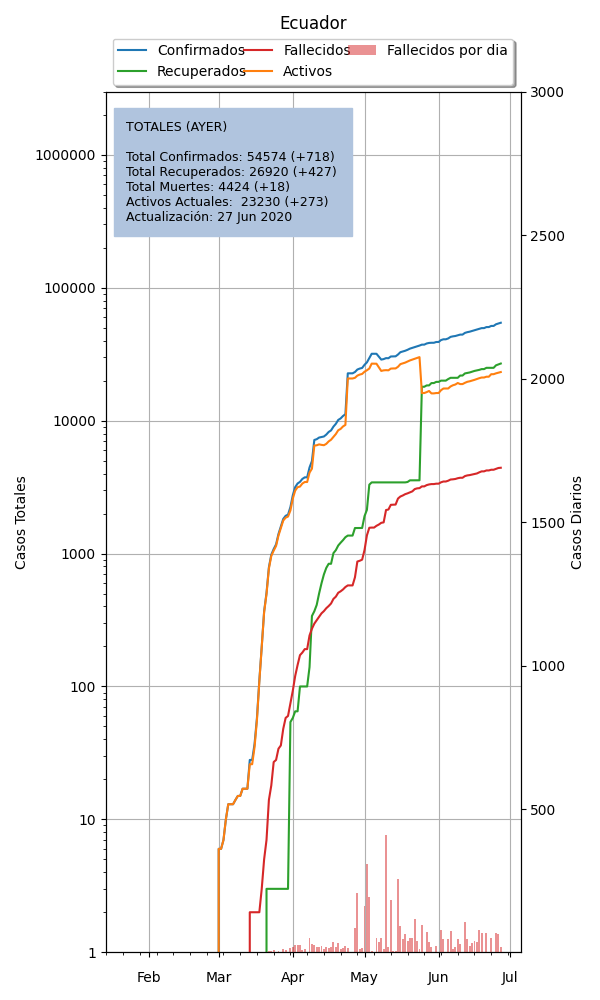 Ecuador
Confirmados Fallecidos Fallecidos por dia
Recuperados Activos
TOTALES (AYER)
Total Confirmados: 54574 (+718)
Total Recuperados: 26920 (+427)
Total Muertes: 4424 (+18)
Activos Actuales:  23230 (+273)
Actualización: 27 Jun 2020
1000000
100000
10000
1000
100
10
1
Casos Totales
3000
2500
2000
1500
1000
500
Casos Diarios
Feb Mar Apr May Jun Jul